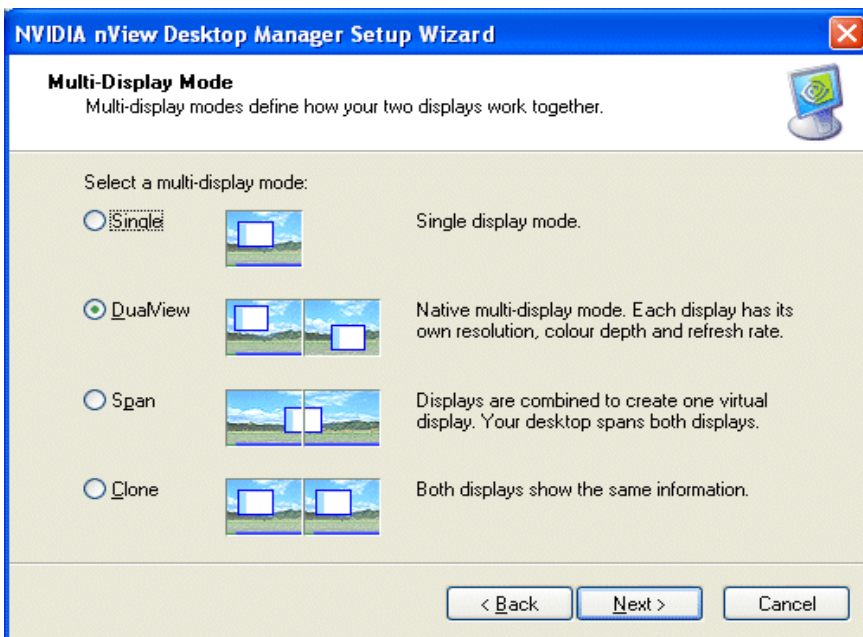 NVIDIA nView Desktop Manager Setup Wizard
Multi-Display Mode
Multi-display modes define how your two displays work together.
Select a multi-display mode:
Single
Single display mode.
DualView
Native multi-display mode. Each display has its
own resolution, colour depth and refresh rate.
Span
Displays are combined to create one virtual
display. Your desktop spans both displays.
Clone
Both displays show the same information.
< Back
Next >
Cancel